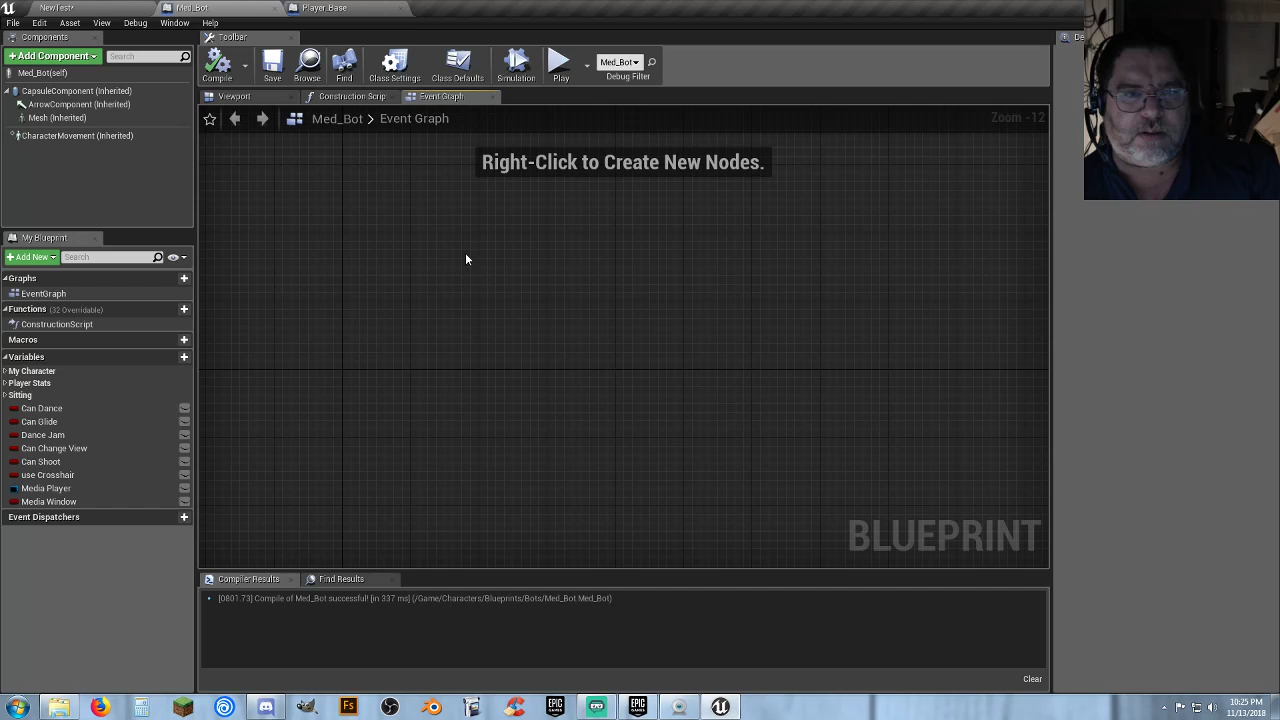 NewTest*
Med_Bot
Player_Base
File Edit Asset View Debug Window Help
Components
+ Add Component
Search
Med_Bot(self)
CapsuleComponent (Inherited)
ArrowComponent (Inherited)
Mesh (Inherited)
CharacterMovement (Inherited)
My Blueprint
+ Add New
Search
Graphs
EventGraph
Functions (32 Overridable)
ConstructionScript
Macros
Variables
My Character
Player Stats
Sitting
Can Dance
Can Glide
Dance Jam
Can Change View
Can Shoot
use Crosshair
Media Player
Media Window
Event Dispatchers
Toolbar
Compile
Save
Browse
Find
Class Settings
Class Defaults
Simulation
Play
Med_Bot
Debug Filter
De
Viewport
Construction Scrip
Event Graph
Med_Bot > Event Graph
Zoom -12
Right-Click to Create New Nodes.
BLUEPRINT
Compiler Results
Find Results
[0801.73] Compile of Med_Bot successful! [in 337 ms] (/Game/Characters/Blueprints/Bots/Med_Bot.Med_Bot)
Clear
Fs
EPIC GAMES
EPIC GAMES
10:25 PM
11/13/2018